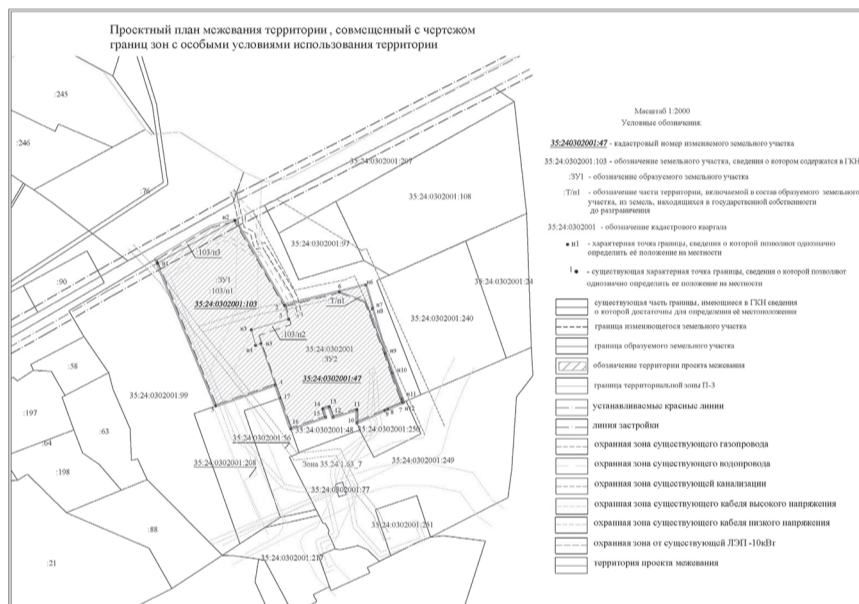 Проектный план межевания территории , совмещенный с чертежом
границ зон с особыми условиями использования территории
Масштаб 1:2000
Условные обозначения:
35:240302001:47 - кадастровый номер изменяемого земельного участка
35:24:0302001:103 - обозначение земельного участка, сведения о котором содержатся в ГКН
:ЗУ1 - обозначение образуемого земельного участка
:Т/п1 - обозначение части территории, включаемой в состав образуемого земельного
участка, из земель, находящихся в государственной собственности
до разграничения
35:24:0302001 - обозначение кадастрового квартала
н1 - характерная точка границы, сведения о которой позволяют однозначно
определить её положение на местности
1 - существующая характерная точка границы, сведения о которой позволяют
однозначно определить ее положение на местности
существующая часть границы, имеющиеся в ГКН сведения
о которой достаточны для определения её местоположения
граница изменяющегося земельного участка
граница образуемого земельного участка
обозначение территории проекта межевания
граница территориальной зоны П-3
устанавливаемые красные линии
линия застройки
охранная зона существующего газопровода
охранная зона существующего водопровода
охранная зона существующей канализации
охранная зона существующего кабеля высокого напряжения
охранная зона существующего кабеля низкого напряжения
охранная зона от существующей ЛЭП -10кВт
территория проекта межевания
:245
:246
76
35:24:0302001:207
35:24:0302001:108
н2
35:24:0302001:97
103/п3
н1
:90
:ЗУ1
:103/п1
35:24:0302001:103
Т/п1
35:24:0302001:24
35:24:0302001:240
103/п2
35:24:0302001
:ЗУ2
35:24:0302001:47
:58
35:24:0302001:99
:197
:63
:64
:198
35:24:0302001:56
35:24:0302001:48
35:24:0302001:250
35:24:0302001:208
Зона 35.24.1.63_7
35:24:0302001:249
35:24:0302001:77
:88
35:24:0302001:251
:21
35:24:0302001:217